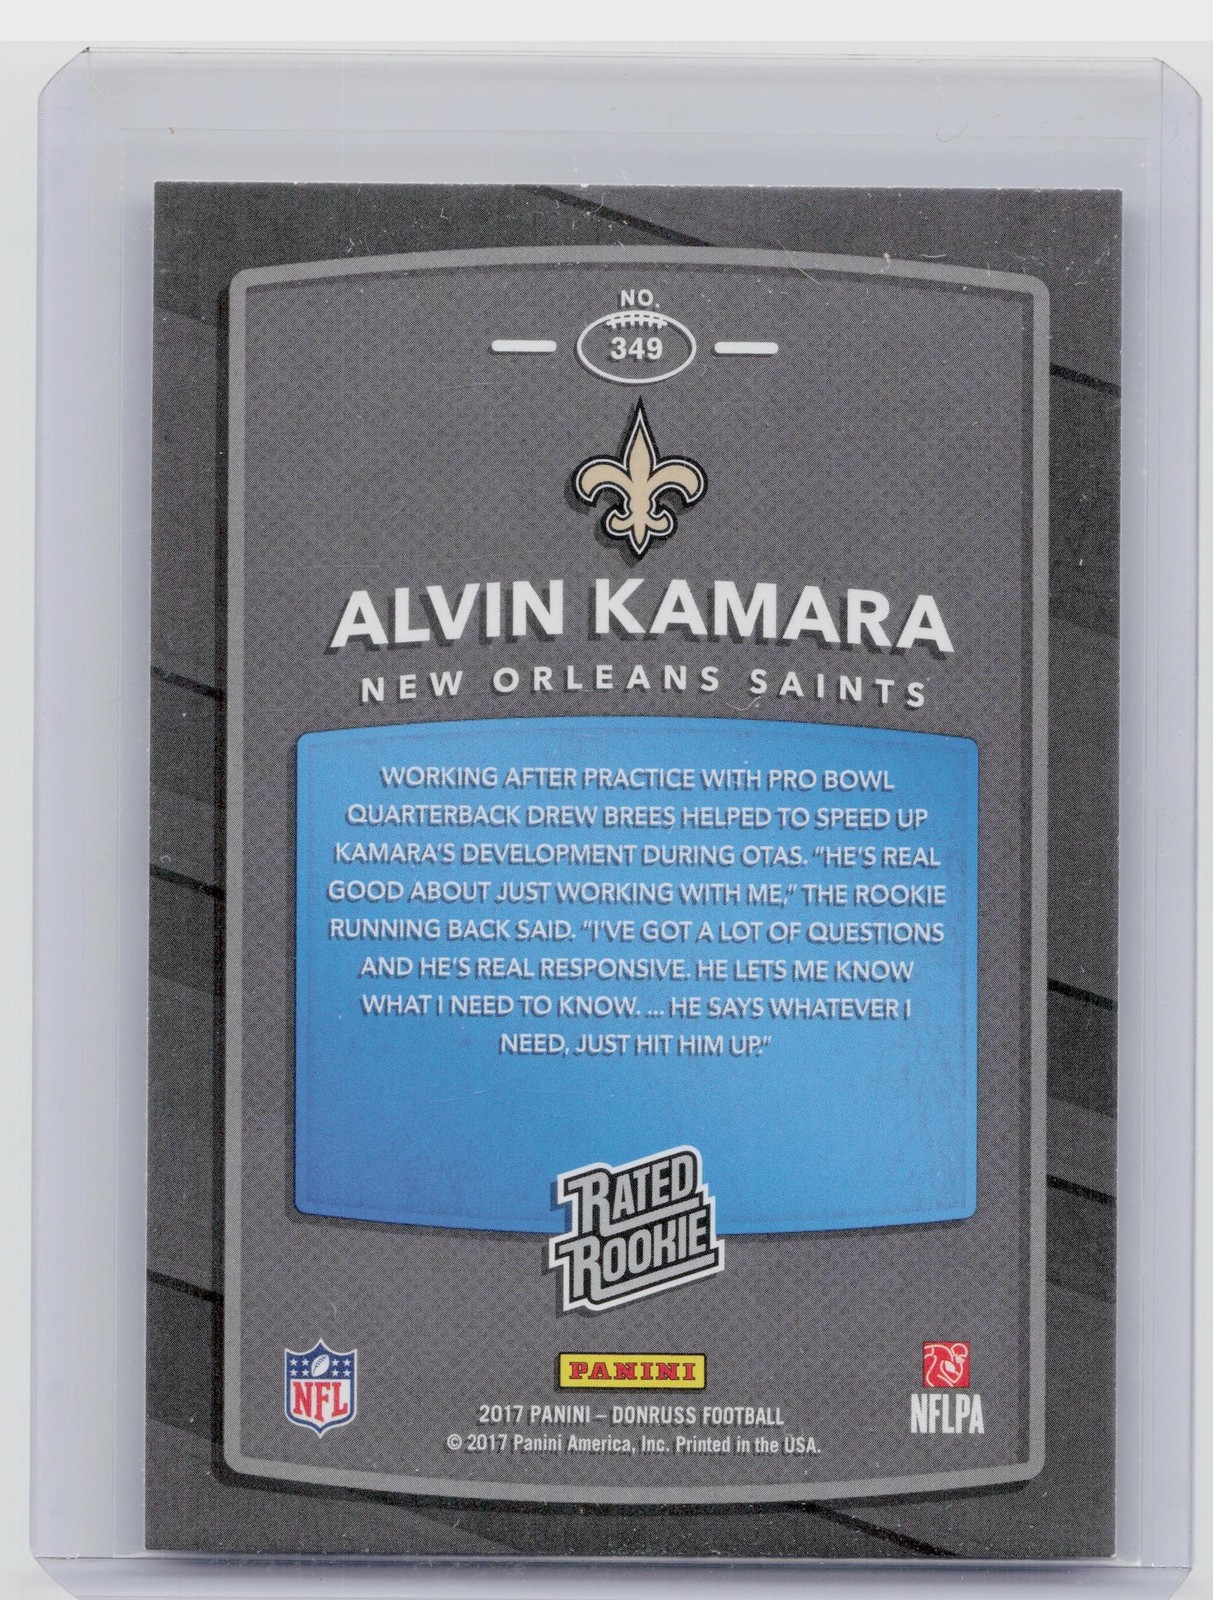 NO.
349
ALVIN KAMARA
NEW ORLEANS SAINTS
WORKING AFTER PRACTICE WITH PRO BOWL
QUARTERBACK DREW BREES HELPED TO SPEED UP
KAMARA'S DEVELOPMENT DURING OTAS. "HE'S REAL
GOOD ABOUT JUST WORKING WITH ME," THE ROOKIE
RUNNING BACK SAID. "I'VE GOT A LOT OF QUESTIONS
AND HE'S REAL RESPONSIVE. HE LETS ME KNOW
WHAT I NEED TO KNOW. ... HE SAYS WHATEVER I
NEED, JUST HIT HIM UP."
RATED
ROOKIE
NFL
PANINI
NFLPA
2017 PANINI – DONRUSS FOOTBALL
© 2017 Panini America, Inc. Printed in the USA.